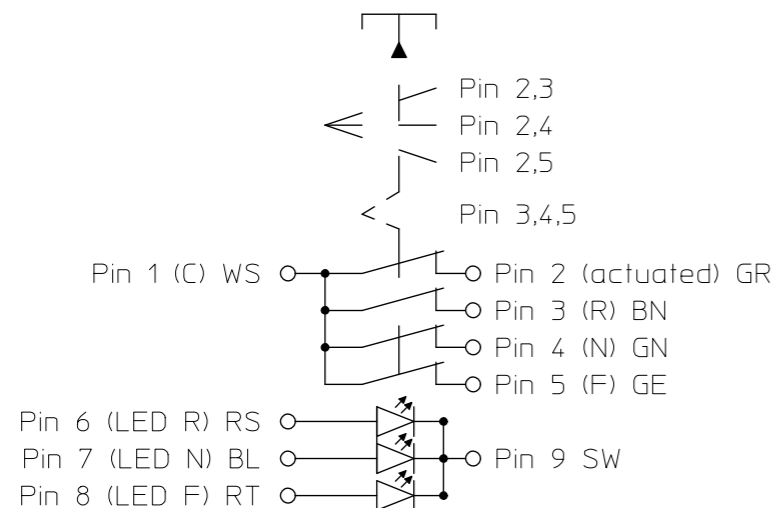 Pin 2,3
Pin 2,4
Pin 2,5
Pin 3,4,5
Pin 1 (C) WS Pin 2 (actuated) GR
Pin 3 (R) BN
Pin 4 (N) GN
Pin 5 (F) GE
Pin 6 (LED R) RS
Pin 7 (LED N) BL Pin 9 SW
Pin 8 (LED F) RT